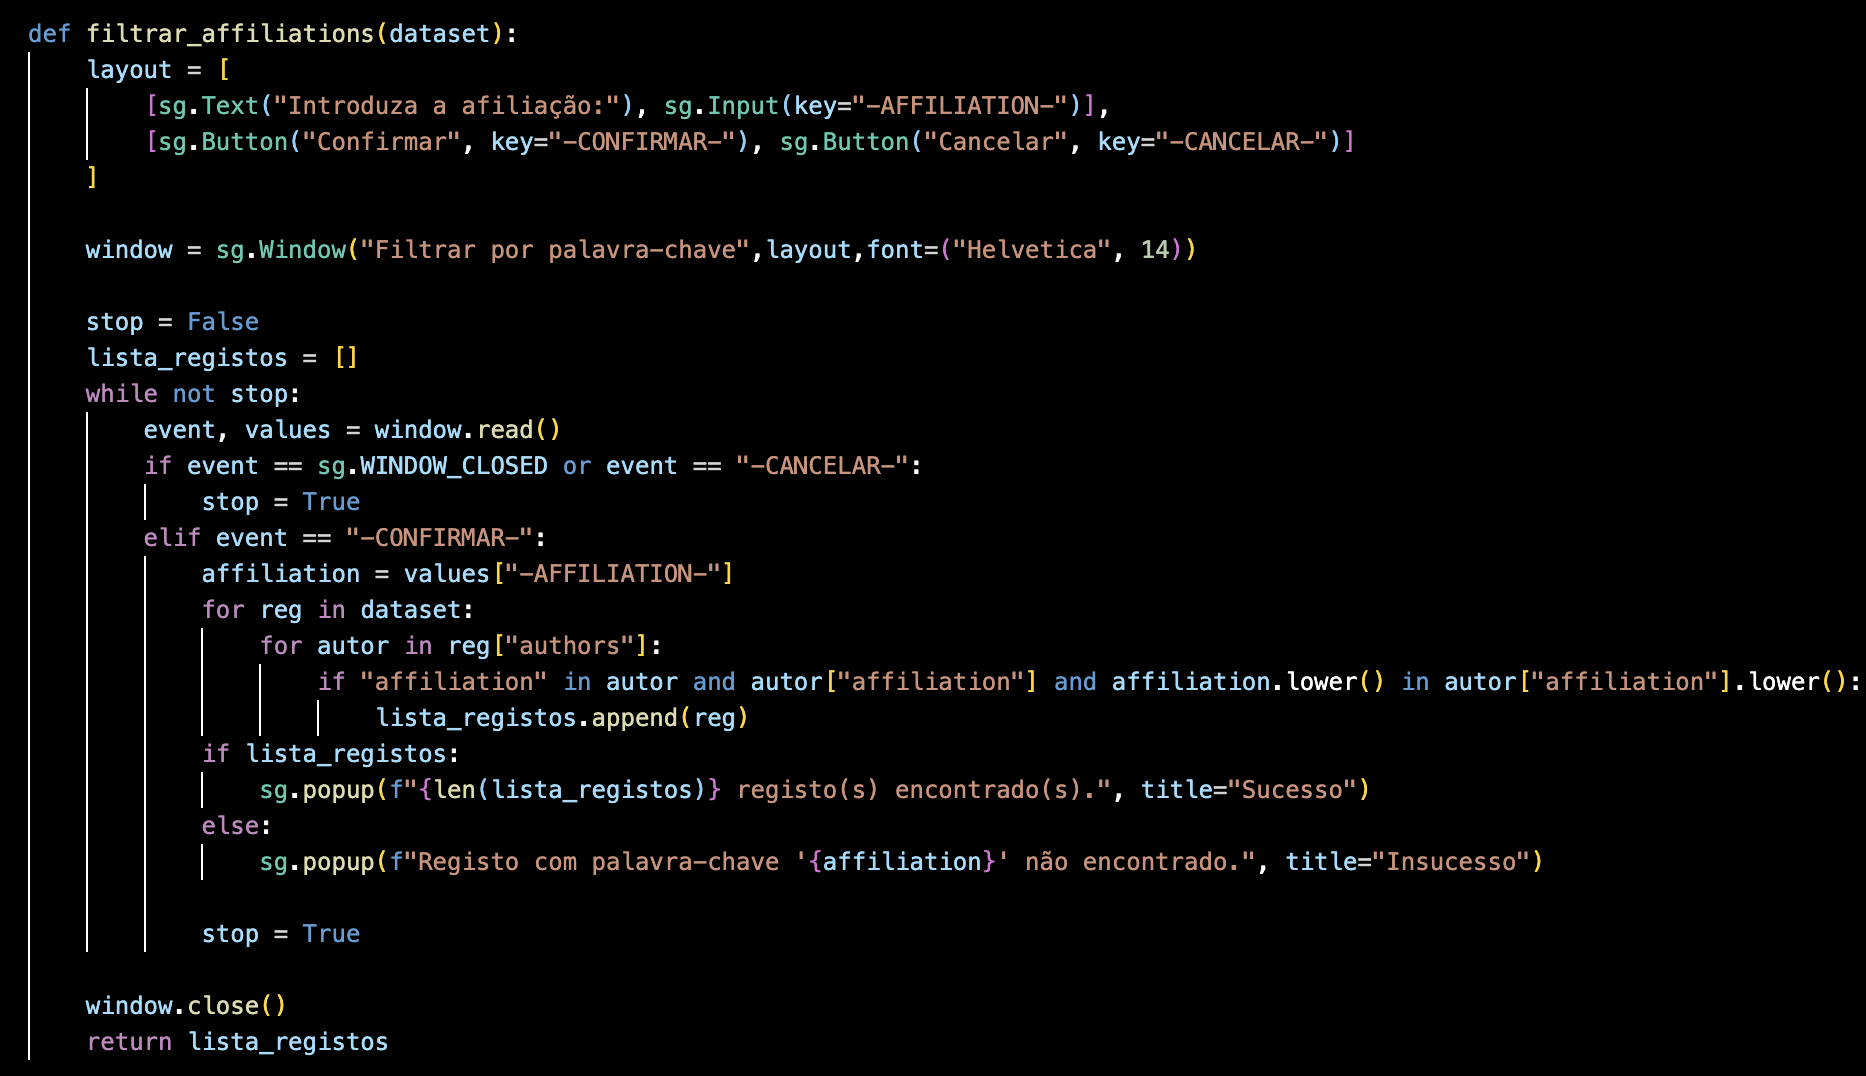 def filtrar_affiliations(dataset):
    layout = [
        [sg.Text("Introduza a afiliação:"), sg.Input(key="-AFFILIATION-")],
        [sg.Button("Confirmar", key="-CONFIRMAR-"), sg.Button("Cancelar", key="-CANCELAR-")]
    ]

    window = sg.Window("Filtrar por palavra-chave",layout,font=("Helvetica", 14))

    stop = False
    lista_registos = []
    while not stop:
        event, values = window.read()
        if event == sg.WINDOW_CLOSED or event == "-CANCELAR-":
            stop = True
        elif event == "-CONFIRMAR-":
            affiliation = values["-AFFILIATION-"]
            for reg in dataset:
                for autor in reg["authors"]:
                    if "affiliation" in autor and autor["affiliation"] and affiliation.lower() in autor["affiliation"].lower():
                        lista_registos.append(reg)
            if lista_registos:
                sg.popup(f"{len(lista_registos)} registo(s) encontrado(s).", title="Sucesso")
            else:
                sg.popup(f"Registo com palavra-chave '{affiliation}' não encontrado.", title="Insucesso")

            stop = True

    window.close()
    return lista_registos